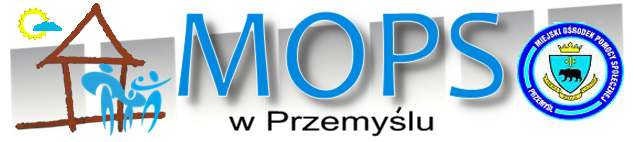 MOPS
w Przemyślu
MIEJSKI OŚRODEK POMOCY SPOŁECZNEJ
PRZEMYŚL